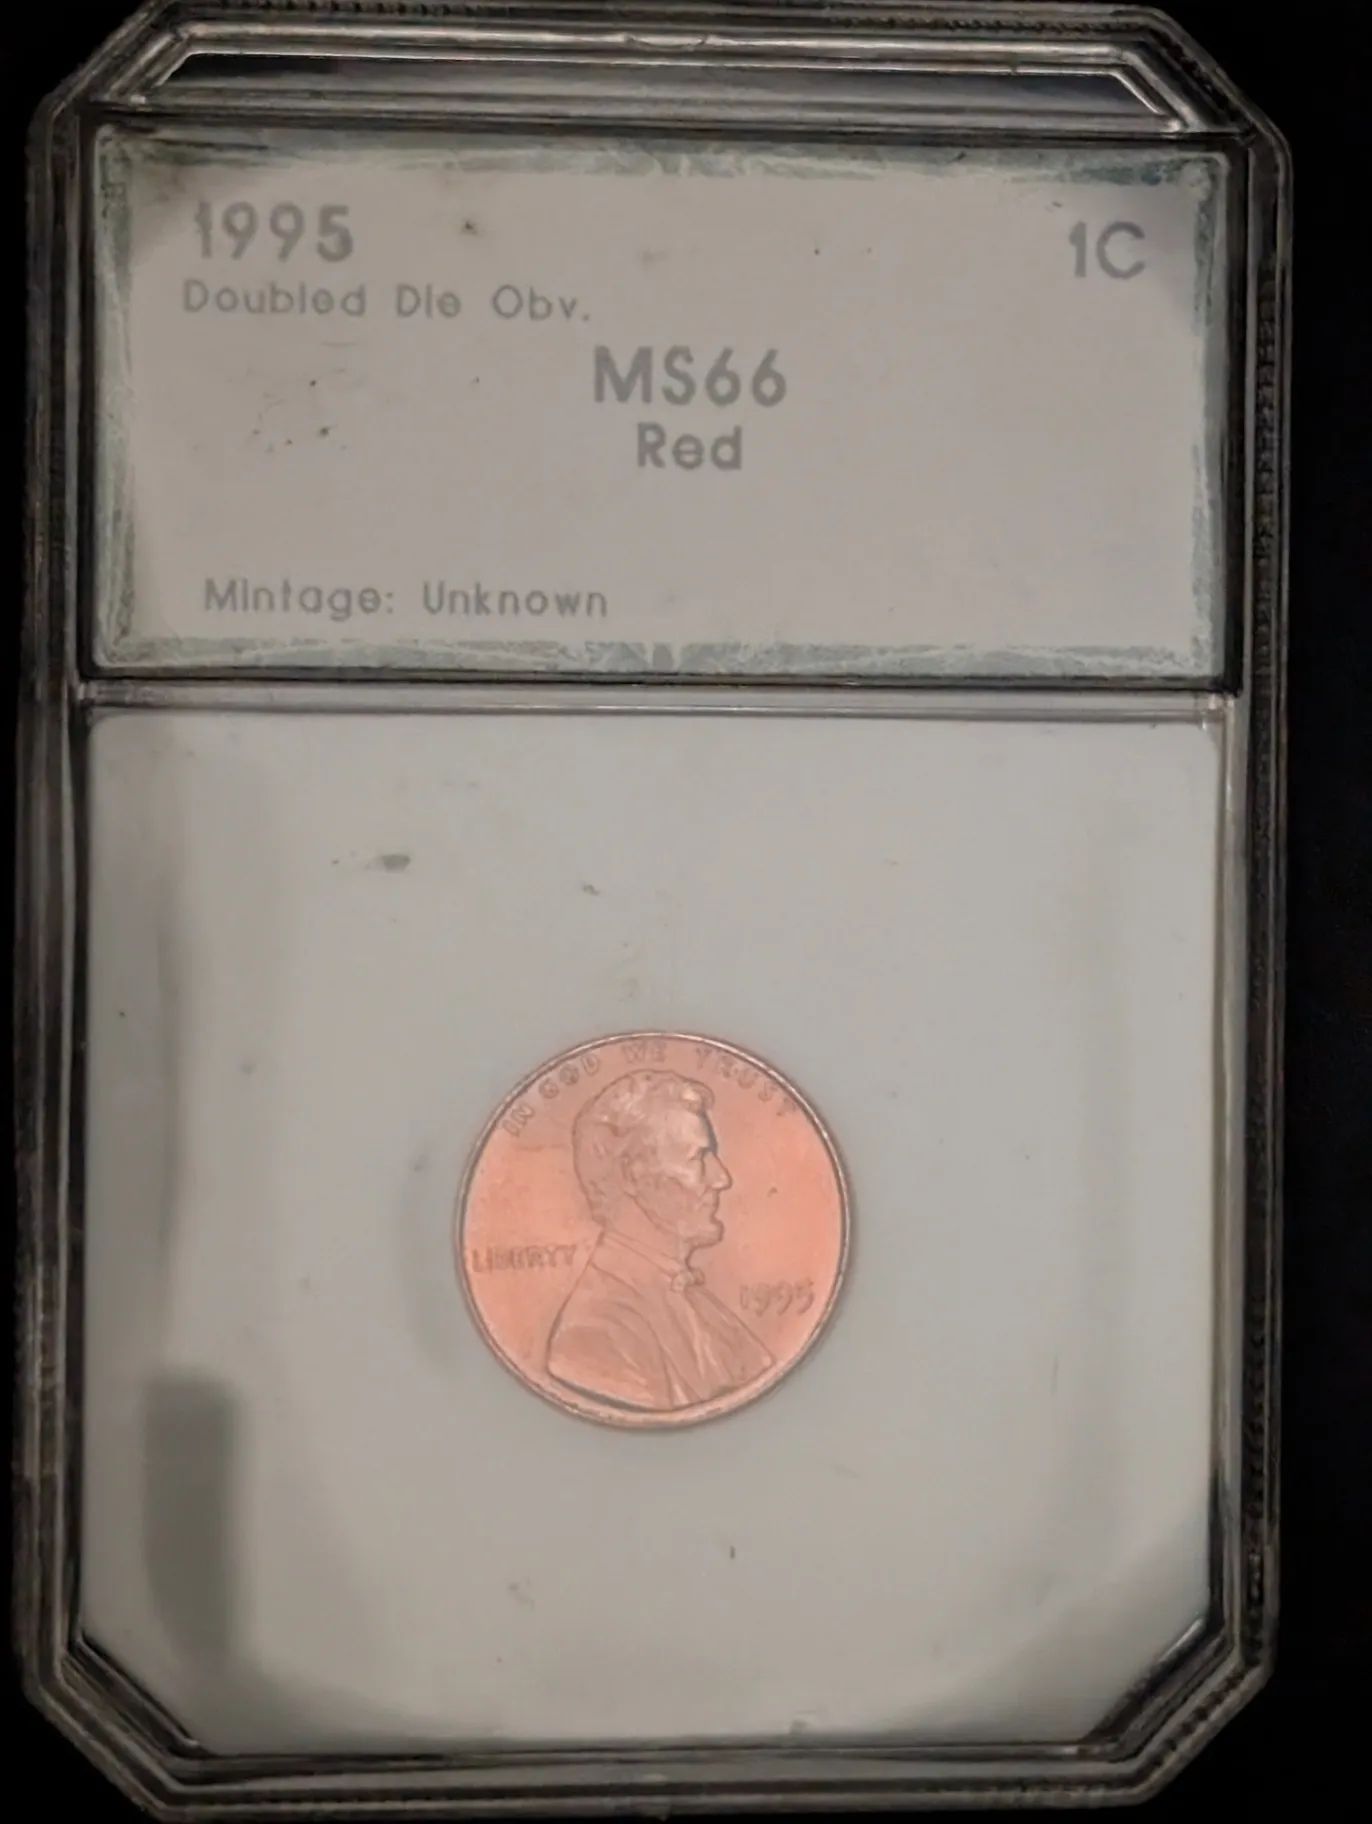 1995 1C
Doubled Die Obv.
MS66
Red
Mintage: Unknown
IN GOD WE TRUST
LIBERTY
1995